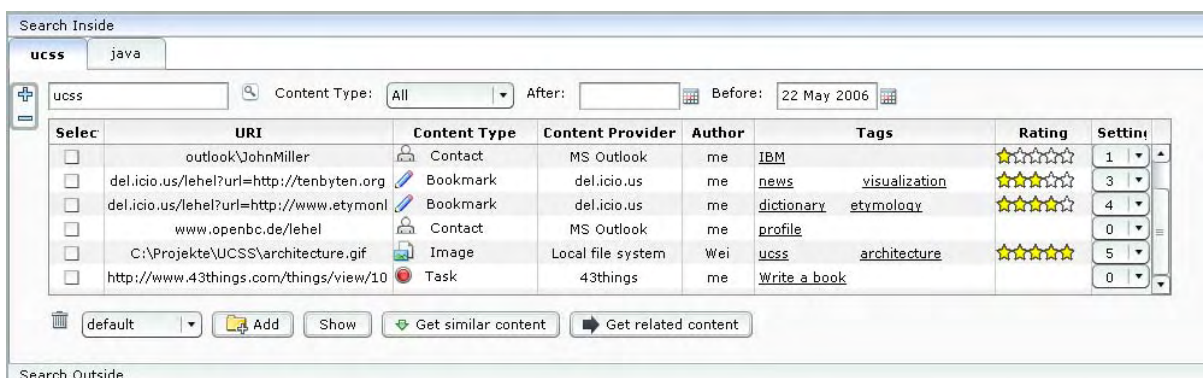 Search Inside
ucss java
ucss Content Type: All After: Before: 22 May 2006
Selec URI Content Type Content Provider Author Tags Rating Setting
outlook\JohnMiller Contact MS Outlook me IBM 1
del.icio.us/lehel?url=http://tenbyten.org Bookmark del.icio.us me news visualization 3
del.icio.us/lehel?url=http://www.etymonl Bookmark del.icio.us me dictionary etymology 4
www.openbc.de/lehel Contact MS Outlook me profile 0
C:\Projekte\UCSS\architecture.gif Image Local file system Wei ucss architecture 5
http://www.43things.com/things/view/10 Task 43things me Write a book 0
default Add Show Get similar content Get related content
Search Outside